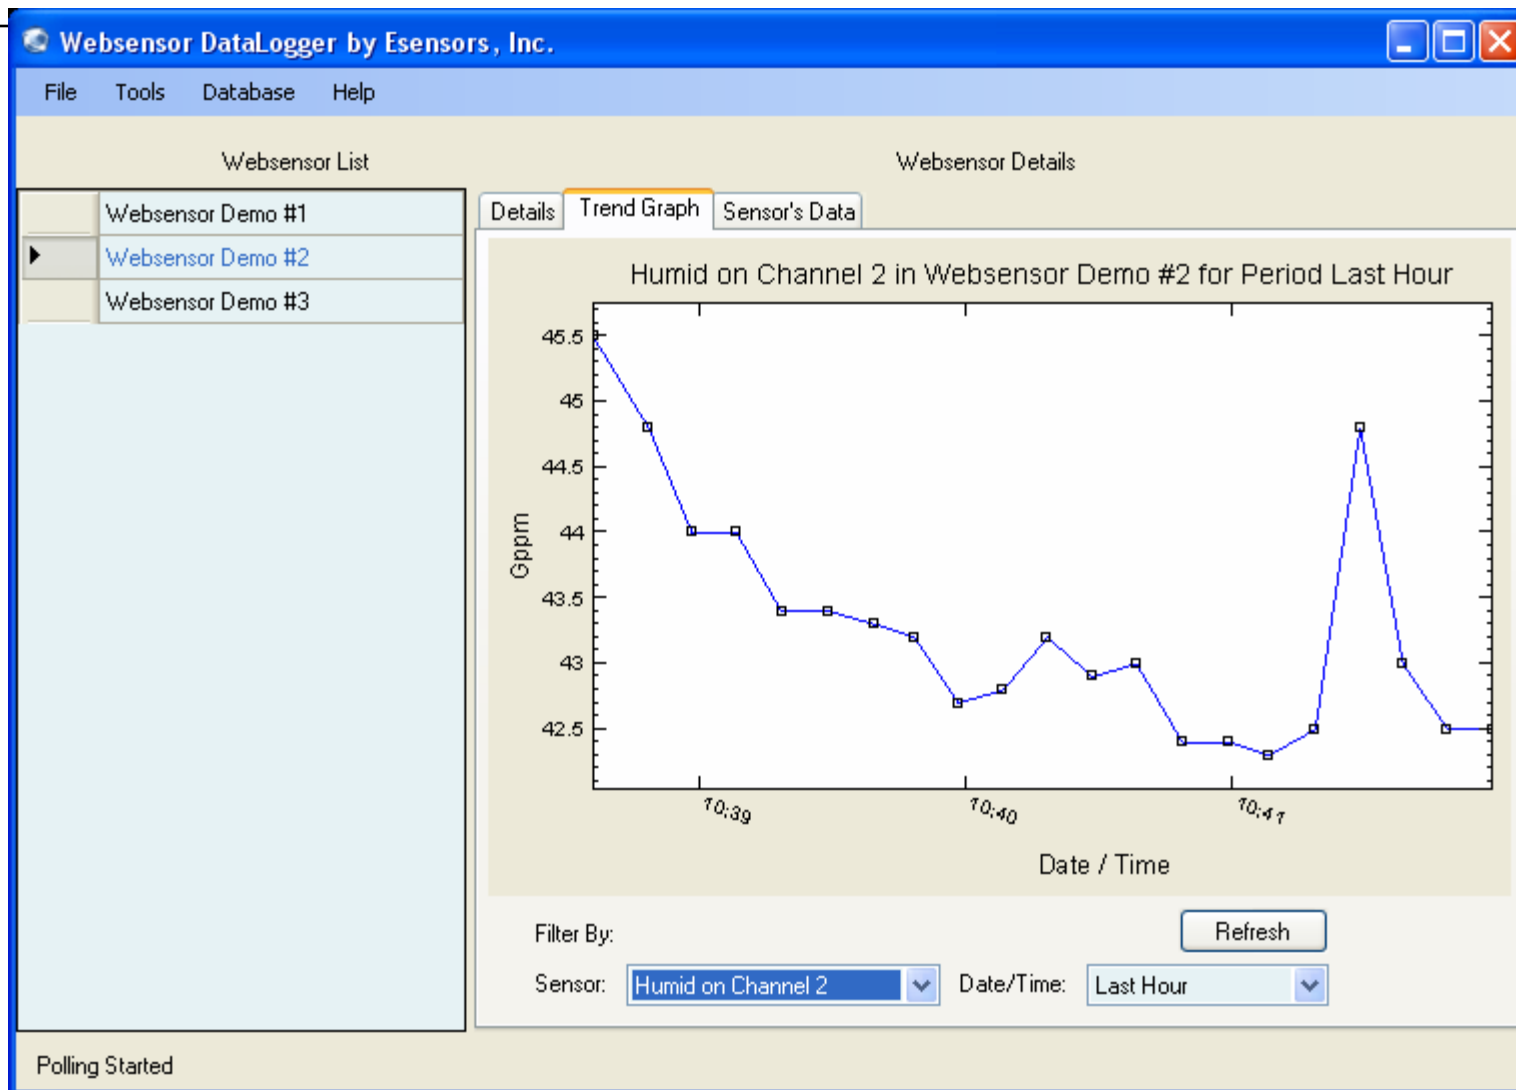 Websensor DataLogger by Esensors, Inc.
File Tools Database Help
Websensor List
Websensor Details
Websensor Demo #1
Websensor Demo #2
Websensor Demo #3
Details Trend Graph Sensor's Data
Humid on Channel 2 in Websensor Demo #2 for Period Last Hour
45.5
45
44.5
44
43.5
43
42.5
Gppm
10:39 10:40 10:41
Date / Time
Filter By:
Refresh
Sensor: Humid on Channel 2 Date/Time: Last Hour
Polling Started